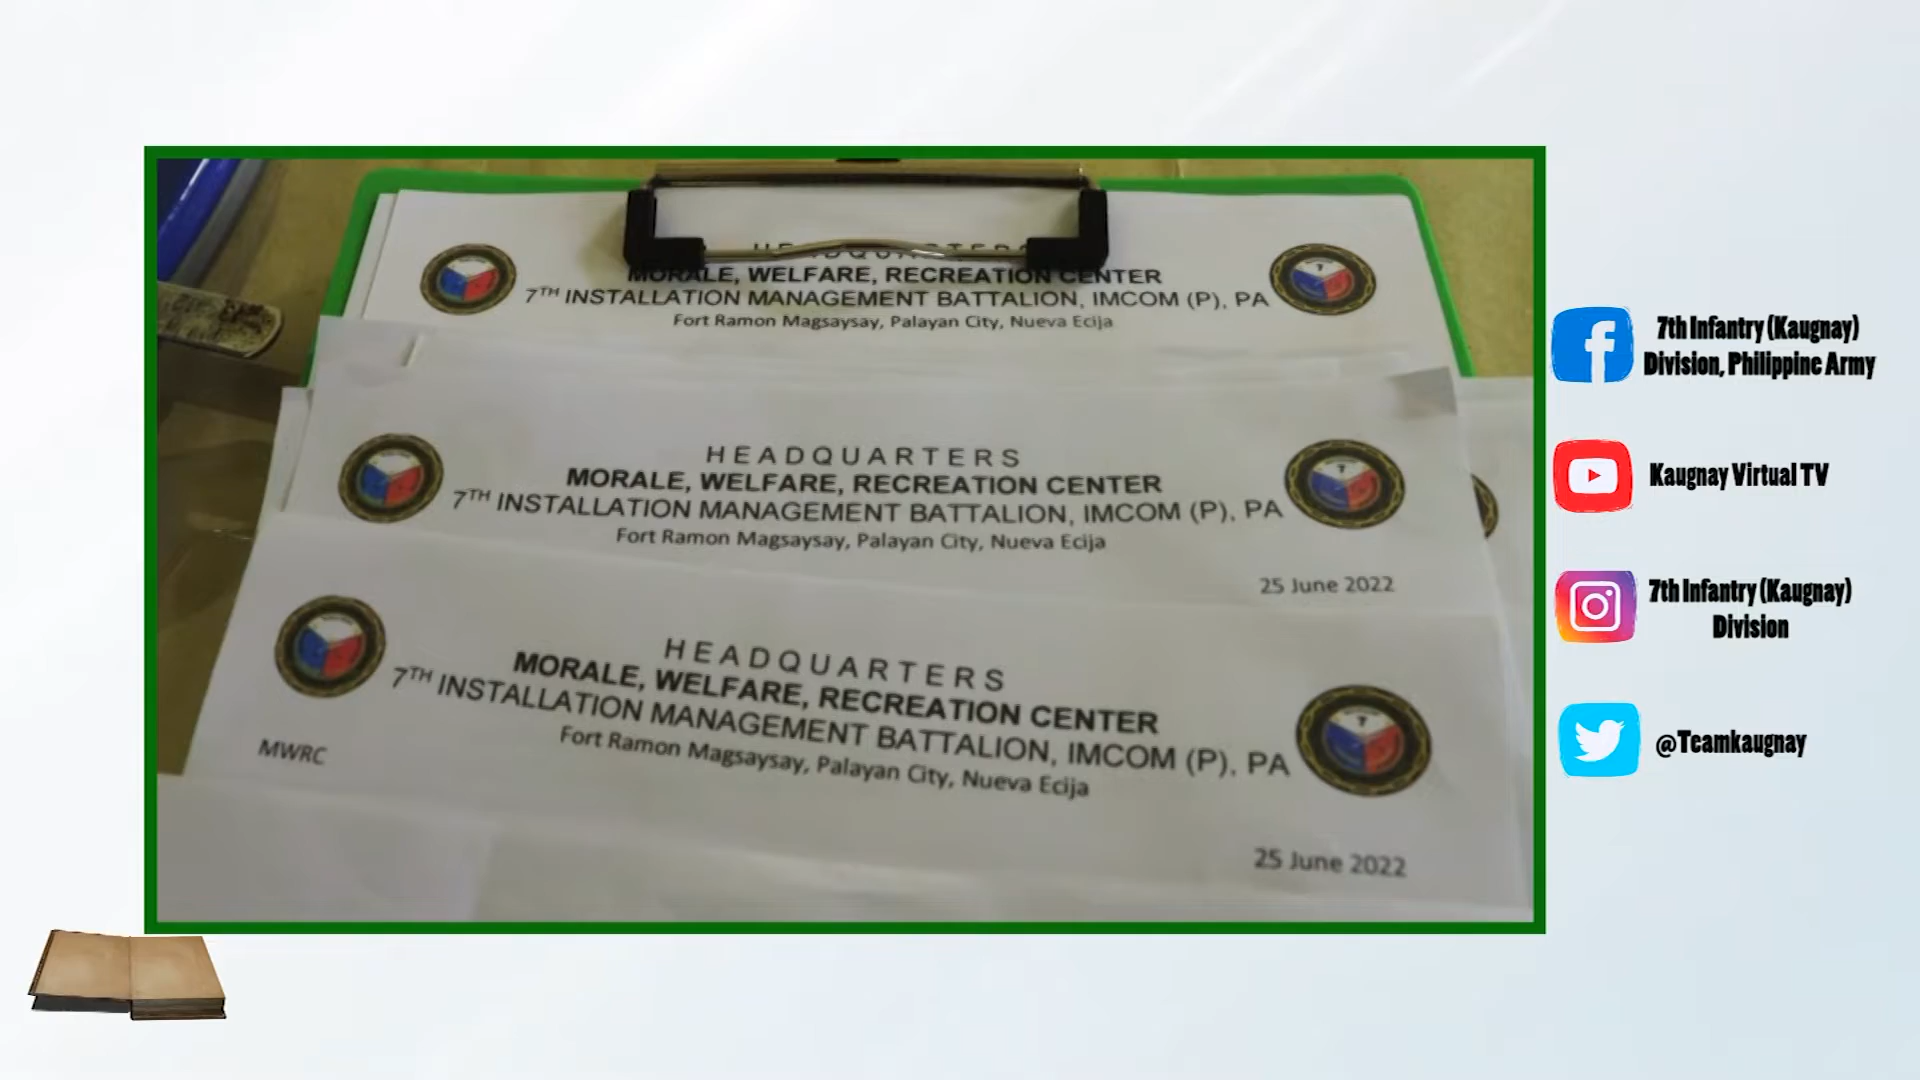 HEADQUARTERS
MORALE, WELFARE, RECREATION CENTER
7TH INSTALLATION MANAGEMENT BATTALION, IMCOM (P), PA
Fort Ramon Magsaysay, Palayan City, Nueva Ecija
HEADQUARTERS
MORALE, WELFARE, RECREATION CENTER
7TH INSTALLATION MANAGEMENT BATTALION, IMCOM (P), PA
Fort Ramon Magsaysay, Palayan City, Nueva Ecija
25 June 2022
HEADQUARTERS
MORALE, WELFARE, RECREATION CENTER
7TH INSTALLATION MANAGEMENT BATTALION, IMCOM (P), PA
Fort Ramon Magsaysay, Palayan City, Nueva Ecija
MWRC
25 June 2022
7th Infantry (Kaugnay)
Division, Philippine Army
Kaugnay Virtual TV
7th Infantry (Kaugnay)
Division
@Teamkaugnay